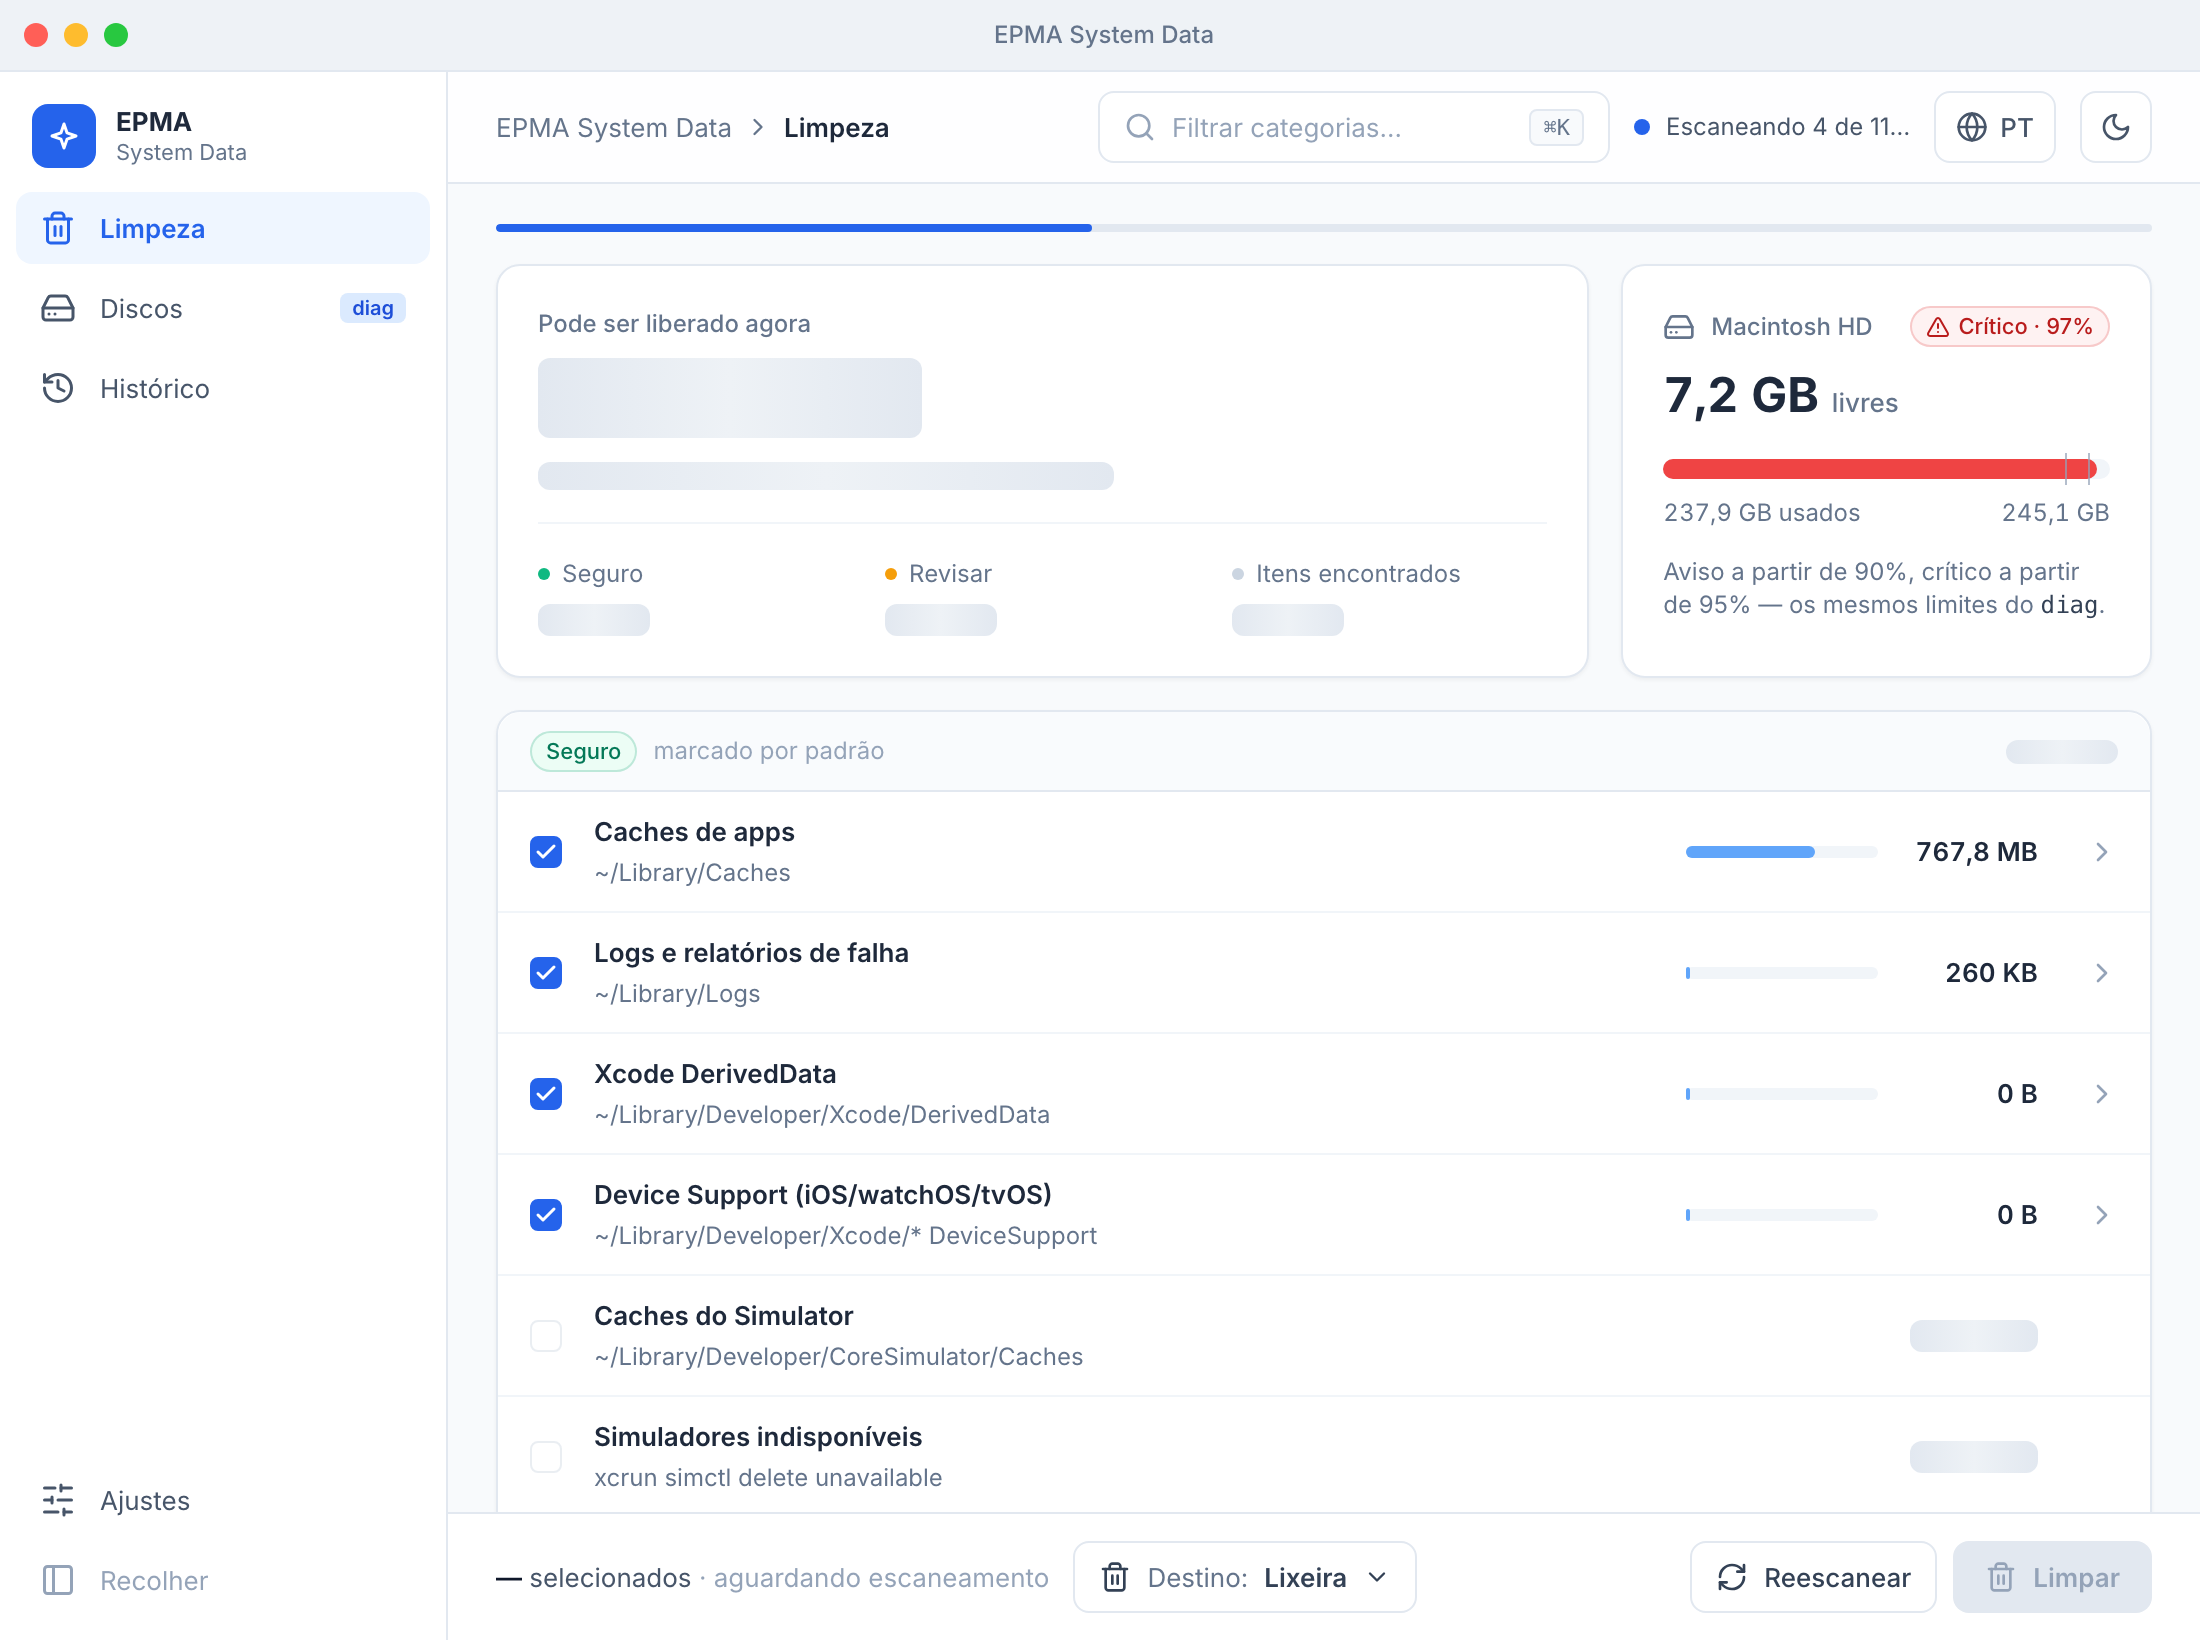 EPMA System Data
EPMA
System Data
Limpeza
Discos
diag
Histórico
Ajustes
Recolher
EPMA System Data
Limpeza
Filtrar categorias...
⌘K
Escaneando 4 de 11...
PT
Pode ser liberado agora
Seguro
Revisar
Itens encontrados
Macintosh HD
Crítico · 97%
7,2 GB livres
237,9 GB usados
245,1 GB
Aviso a partir de 90%, crítico a partir
de 95% — os mesmos limites do diag.
Seguro
marcado por padrão
Caches de apps
~/Library/Caches
767,8 MB
Logs e relatórios de falha
~/Library/Logs
260 KB
Xcode DerivedData
~/Library/Developer/Xcode/DerivedData
0 B
Device Support (iOS/watchOS/tvOS)
~/Library/Developer/Xcode/* DeviceSupport
0 B
Caches do Simulator
~/Library/Developer/CoreSimulator/Caches
Simuladores indisponíveis
xcrun simctl delete unavailable
— selecionados · aguardando escaneamento
Destino: Lixeira
Reescanear
Limpar